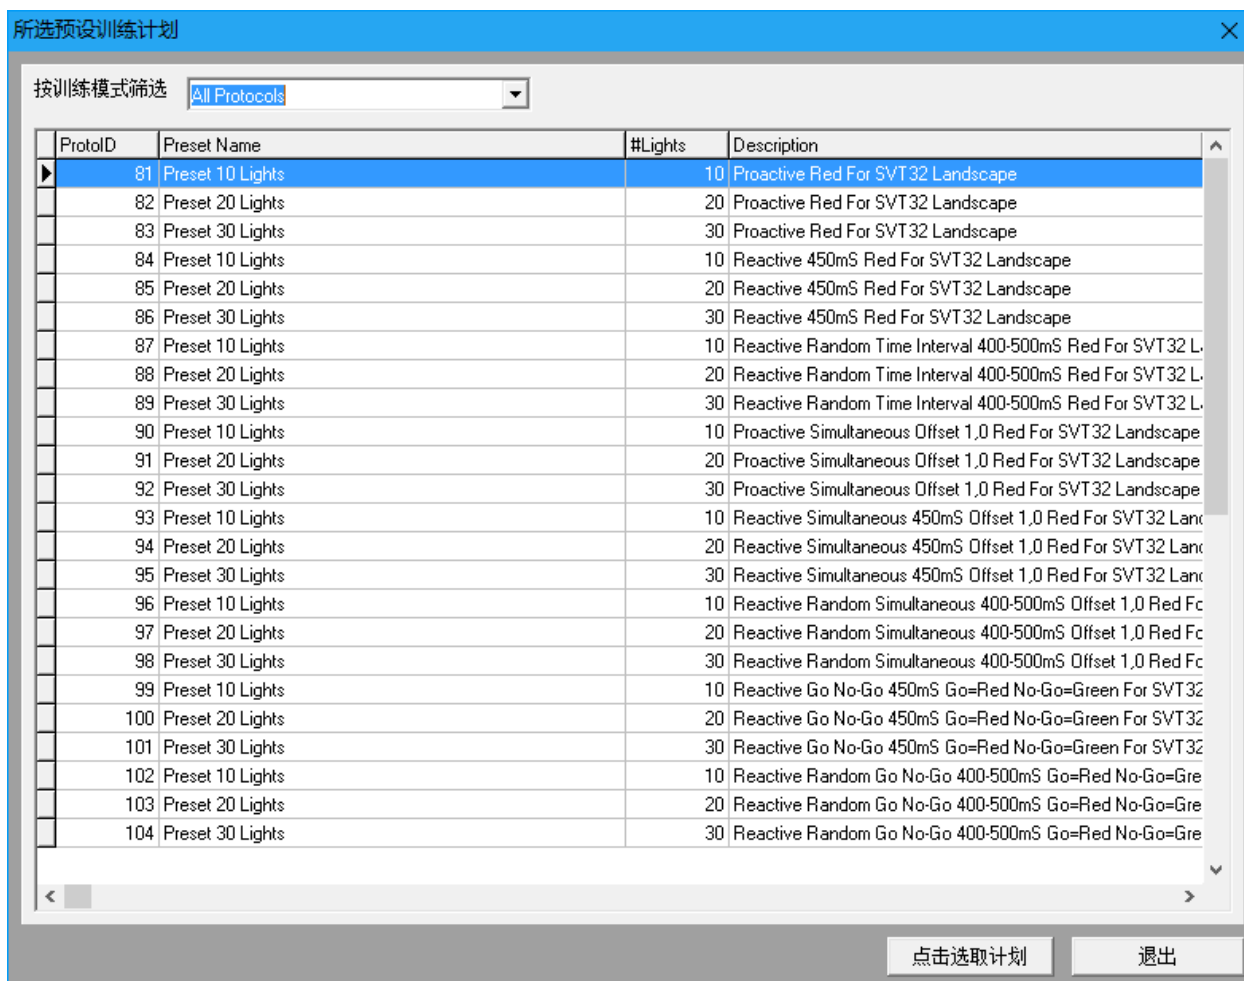 所选预设训练计划
按训练模式筛选 All Protocols
ProtoID Preset Name #Lights Description
81 Preset 10 Lights 10 Proactive Red For SVT32 Landscape
82 Preset 20 Lights 20 Proactive Red For SVT32 Landscape
83 Preset 30 Lights 30 Proactive Red For SVT32 Landscape
84 Preset 10 Lights 10 Reactive 450mS Red For SVT32 Landscape
85 Preset 20 Lights 20 Reactive 450mS Red For SVT32 Landscape
86 Preset 30 Lights 30 Reactive 450mS Red For SVT32 Landscape
87 Preset 10 Lights 10 Reactive Random Time Interval 400-500mS Red For SVT32 L
88 Preset 20 Lights 20 Reactive Random Time Interval 400-500mS Red For SVT32 L
89 Preset 30 Lights 30 Reactive Random Time Interval 400-500mS Red For SVT32 L
90 Preset 10 Lights 10 Proactive Simultaneous Offset 1,0 Red For SVT32 Landscape
91 Preset 20 Lights 20 Proactive Simultaneous Offset 1,0 Red For SVT32 Landscape
92 Preset 30 Lights 30 Proactive Simultaneous Offset 1,0 Red For SVT32 Landscape
93 Preset 10 Lights 10 Reactive Simultaneous 450mS Offset 1,0 Red For SVT32 Land
94 Preset 20 Lights 20 Reactive Simultaneous 450mS Offset 1,0 Red For SVT32 Land
95 Preset 30 Lights 30 Reactive Simultaneous 450mS Offset 1,0 Red For SVT32 Land
96 Preset 10 Lights 10 Reactive Random Simultaneous 400-500mS Offset 1,0 Red Fo
97 Preset 20 Lights 20 Reactive Random Simultaneous 400-500mS Offset 1,0 Red Fo
98 Preset 30 Lights 30 Reactive Random Simultaneous 400-500mS Offset 1,0 Red Fo
99 Preset 10 Lights 10 Reactive Go No-Go 450mS Go=Red No-Go=Green For SVT32
100 Preset 20 Lights 20 Reactive Go No-Go 450mS Go=Red No-Go=Green For SVT32
101 Preset 30 Lights 30 Reactive Go No-Go 450mS Go=Red No-Go=Green For SVT32
102 Preset 10 Lights 10 Reactive Random Go No-Go 400-500mS Go=Red No-Go=Gre
103 Preset 20 Lights 20 Reactive Random Go No-Go 400-500mS Go=Red No-Go=Gre
104 Preset 30 Lights 30 Reactive Random Go No-Go 400-500mS Go=Red No-Go=Gre
点击选取计划 退出